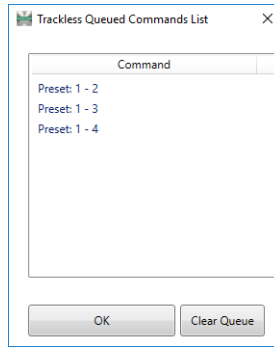 Trackless Queued Commands List
Command
Preset: 1 - 2
Preset: 1 - 3
Preset: 1 - 4
OK
Clear Queue